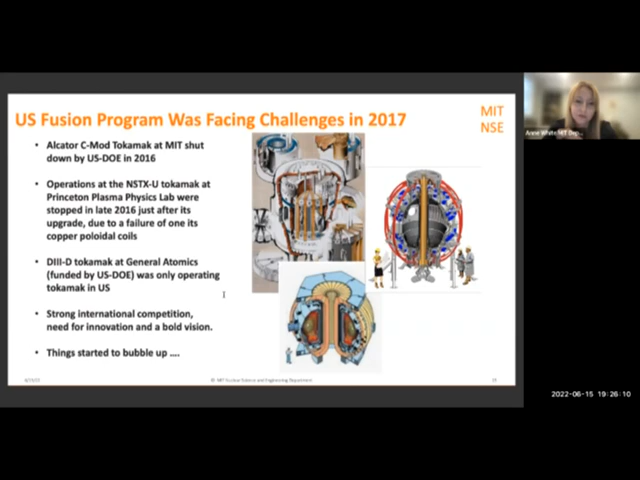 US Fusion Program Was Facing Challenges in 2017
MIT
NSE
• Alcator C-Mod Tokamak at MIT shut
down by US-DOE in 2016
• Operations at the NSTX-U tokamak at
Princeton Plasma Physics Lab were
stopped in late 2016 just after its
upgrade, due to a failure of one its
copper poloidal coils
• DIII-D tokamak at General Atomics
(funded by US-DOE) was only operating
tokamak in US
• Strong international competition,
need for innovation and a bold vision.
• Things started to bubble up ....
MIT Nuclear Science and Engineering Department
Anne White MIT Dep...
2022-06-15 19:26:10